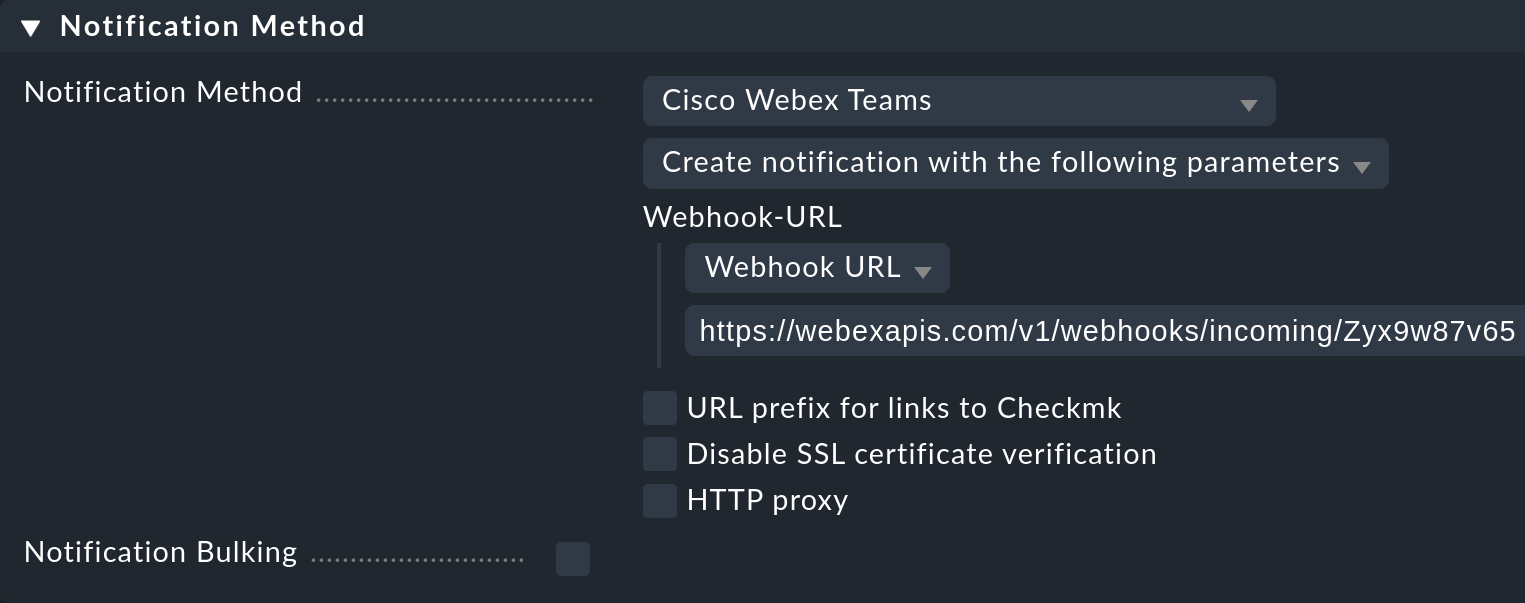 Notification Method
Notification Method
Cisco Webex Teams
Create notification with the following parameters
Webhook-URL
Webhook URL
https://webexapis.com/v1/webhooks/incoming/Zyx9w87v65
URL prefix for links to Checkmk
Disable SSL certificate verification
HTTP proxy
Notification Bulking